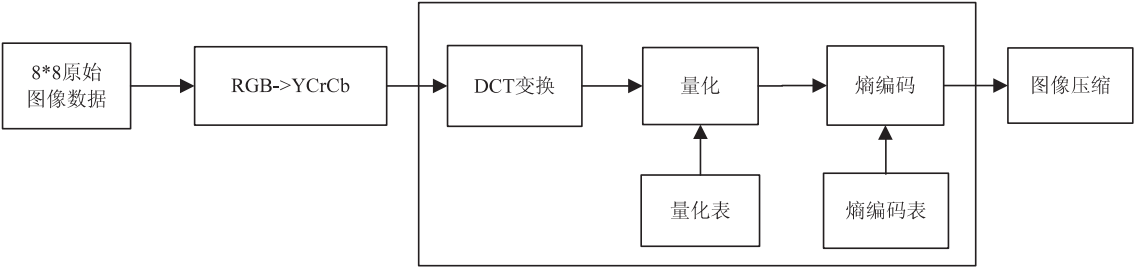 8*8原始
图像数据
RGB->YCrCb
DCT变换
量化
熵编码
图像压缩
量化表
熵编码表